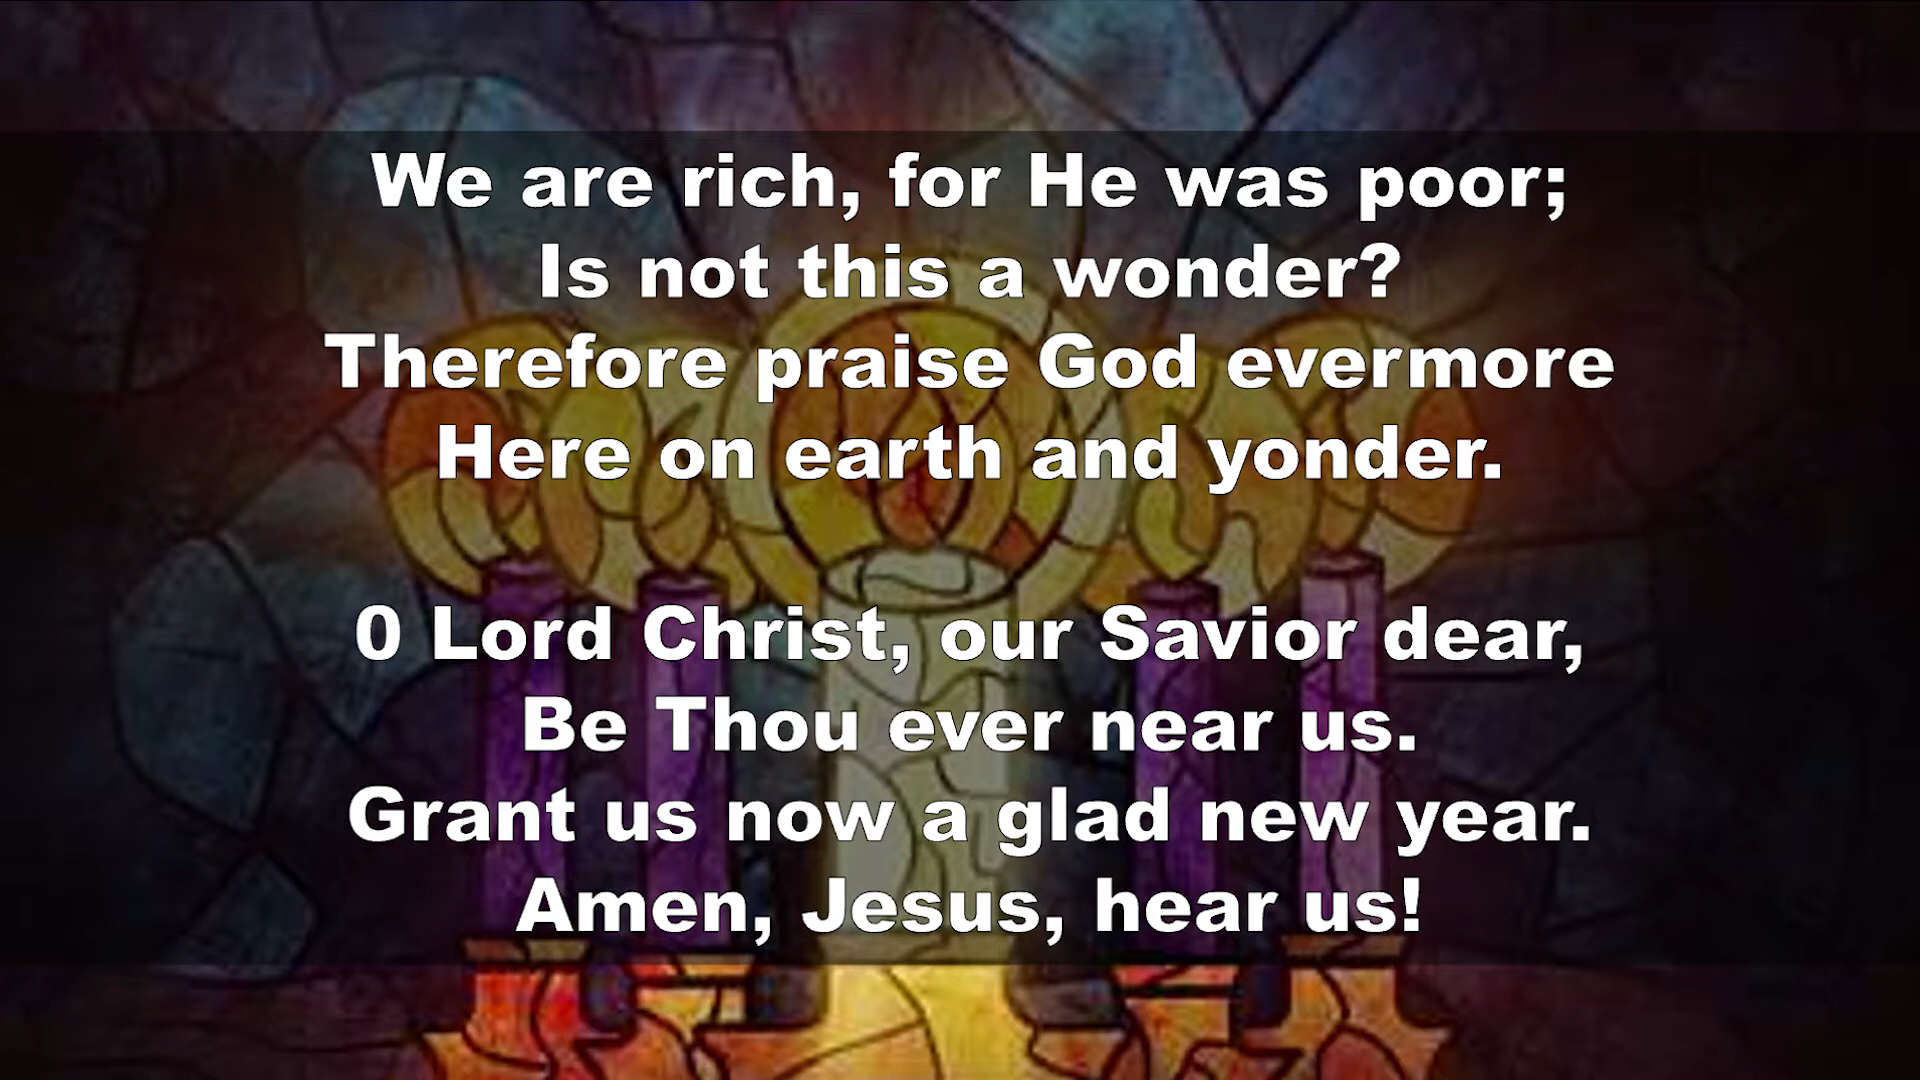 We are rich, for He was poor;
Is not this a wonder?
Therefore praise God evermore
Here on earth and yonder.
0 Lord Christ, our Savior dear,
Be Thou ever near us.
Grant us now a glad new year.
Amen, Jesus, hear us!